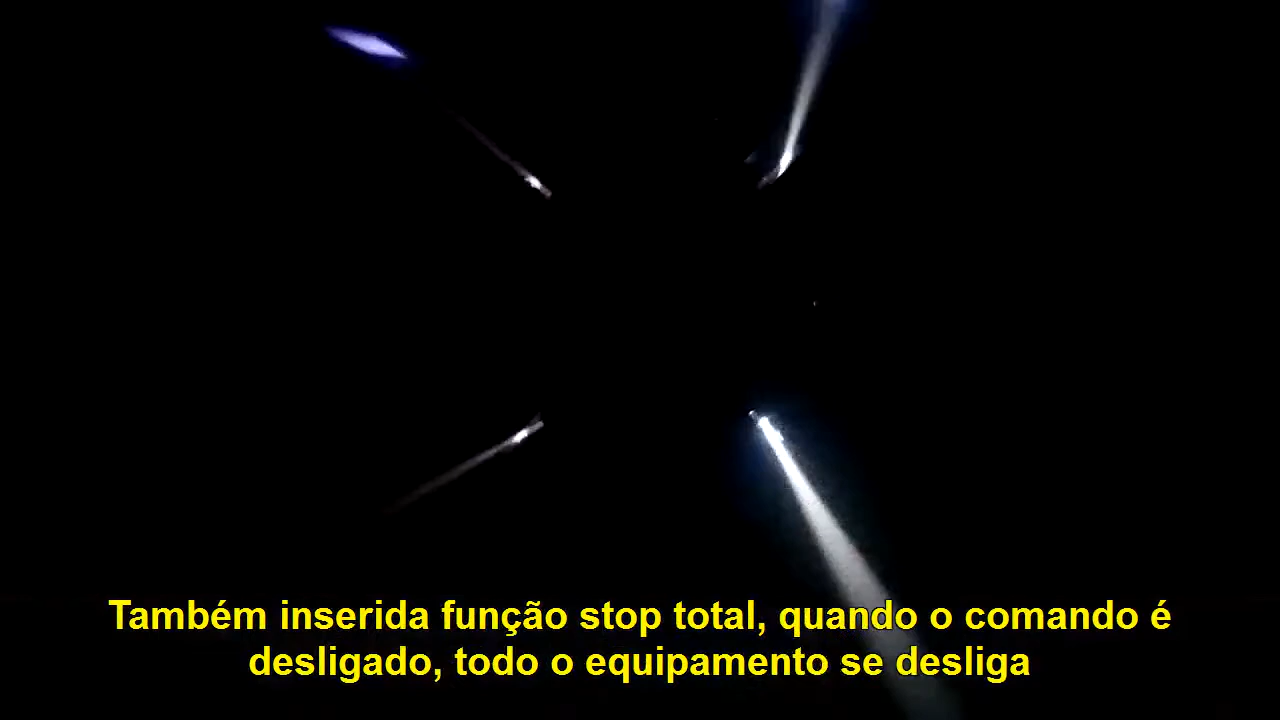 Também inserida função stop total, quando o comando é
desligado, todo o equipamento se desliga